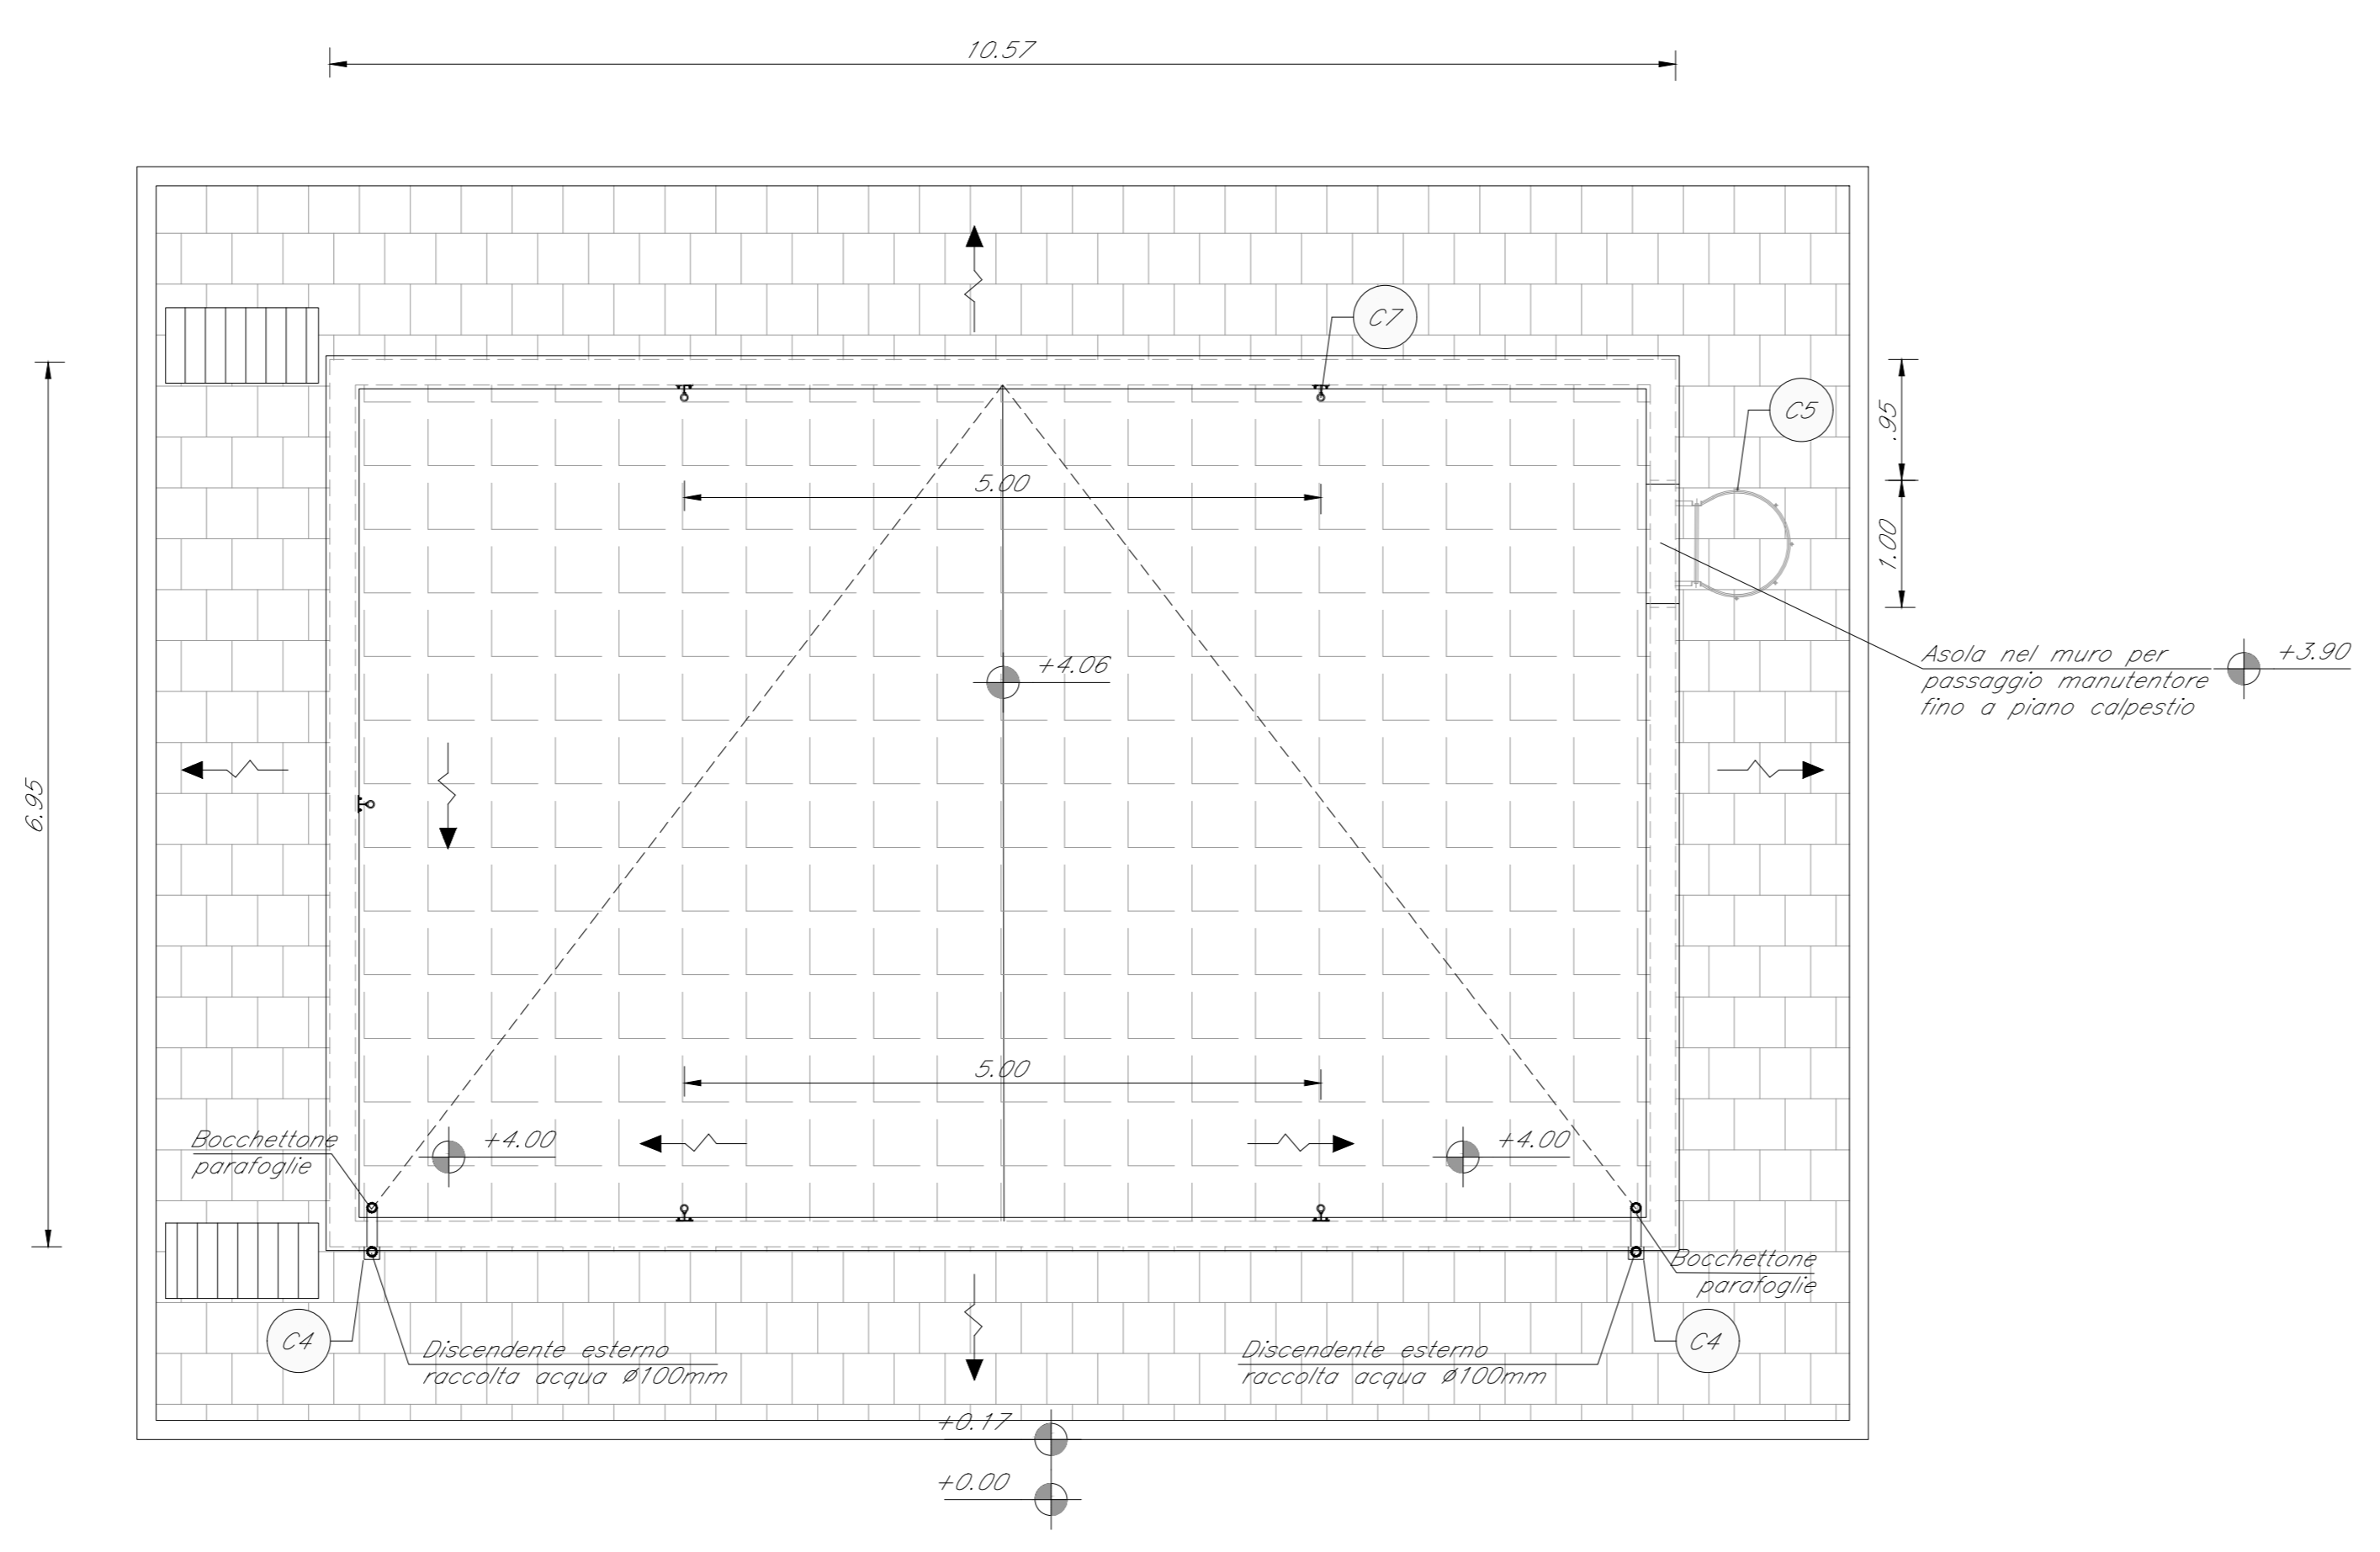 10.57
C7
C5
.95
5.00
1.00
+4.06
Asola nel muro per
passaggio manutentore
fino a piano calpestio
+3.90
6.95
5.00
Bocchettone
parafoglie
+4.00
+4.00
Bocchettone
parafoglie
C4
Discendente esterno
raccolta acqua ø100mm
Discendente esterno
raccolta acqua ø100mm
C4
+0.17
+0.00